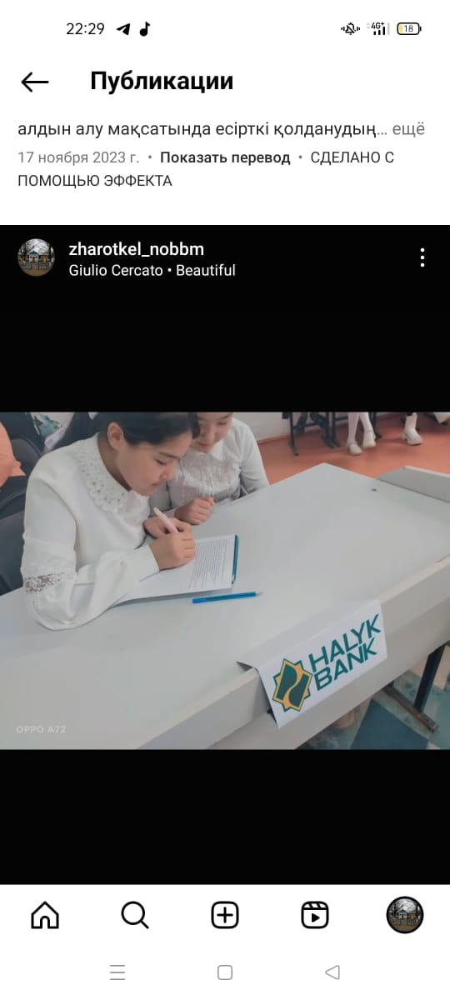 22:29
4G+
18
Публикации
алдын алу мақсатында есірткі қолданудың... ещё
17 ноября 2023 г. • Показать перевод • СДЕЛАНО С
ПОМОЩЬЮ ЭФФЕКТА
zharotkel_nobbm
Giulio Cercato • Beautiful
HALYK
BANK
OPPO A72